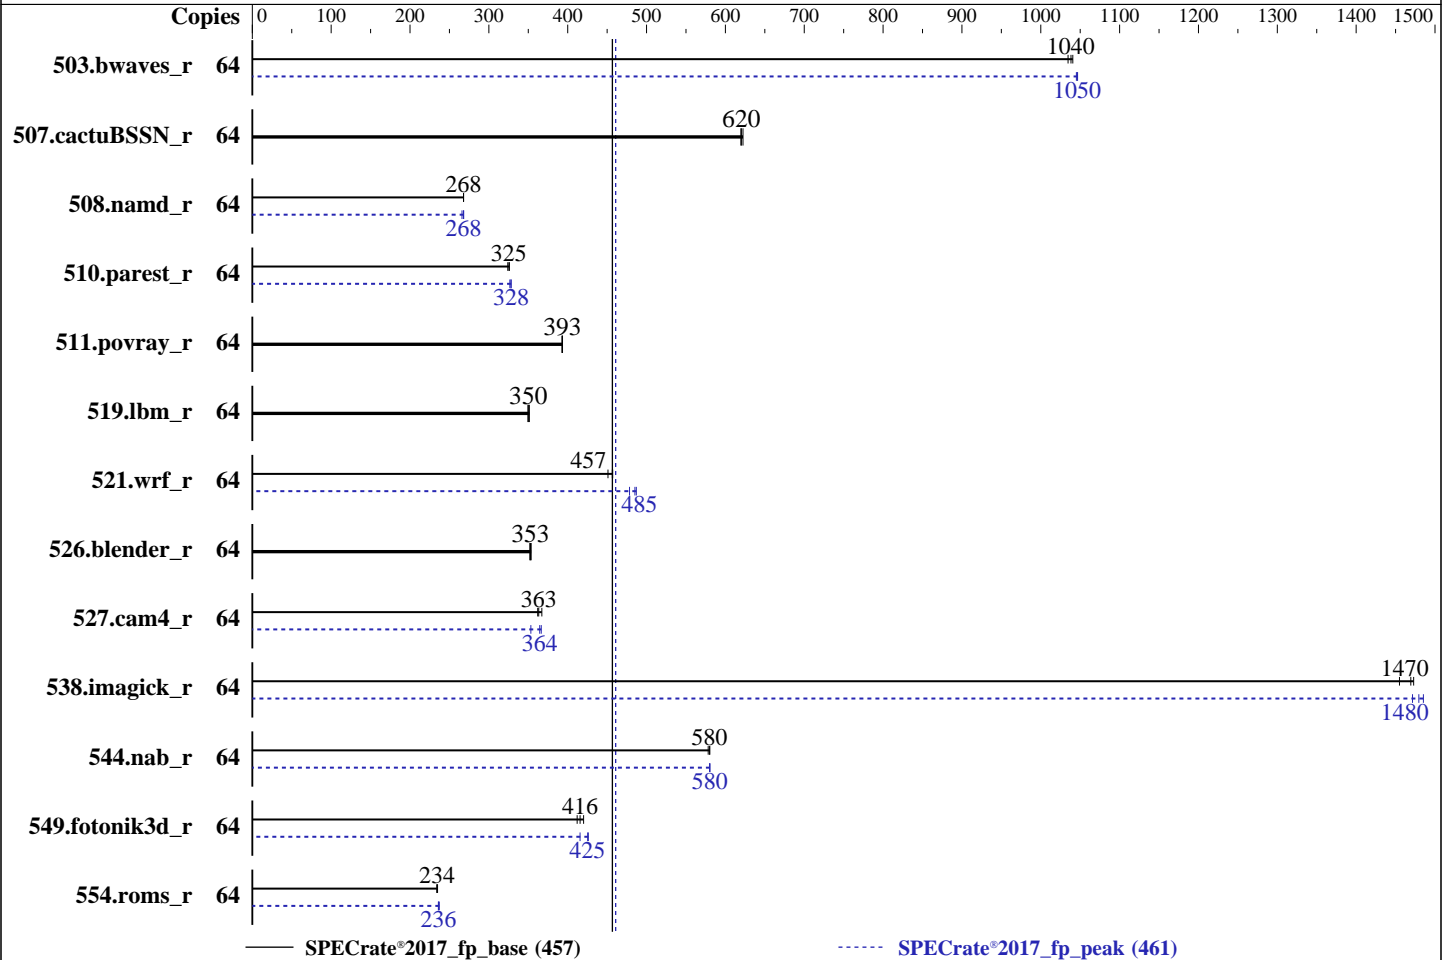 Copies 0 100 200 300 400 500 600 700 800 900 1000 1100 1200 1300 1400 1500
503.bwaves_r 64 1040
1050
507.cactuBSSN_r 64 620
508.namd_r 64 268
268
510.parest_r 64 325
328
511.povray_r 64 393
519.lbm_r 64 350
521.wrf_r 64 457
485
526.blender_r 64 353
527.cam4_r 64 363
364
538.imagick_r 64 1470
1480
544.nab_r 64 580
580
549.fotonik3d_r 64 416
425
554.roms_r 64 234
236
SPECrate®2017_fp_base (457) SPECrate®2017_fp_peak (461)